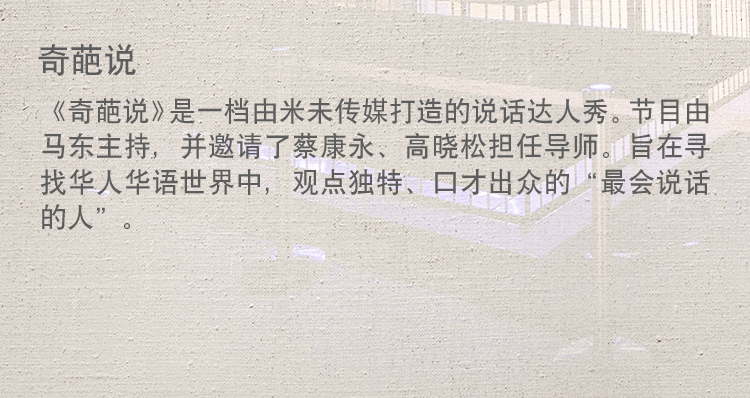 奇葩说
《奇葩说》是一档由米未传媒打造的说话达人秀。节目由
马东主持，并邀请了蔡康永、高晓松担任导师。旨在寻
找华人华语世界中，观点独特、口才出众的“最会说话
的人”。